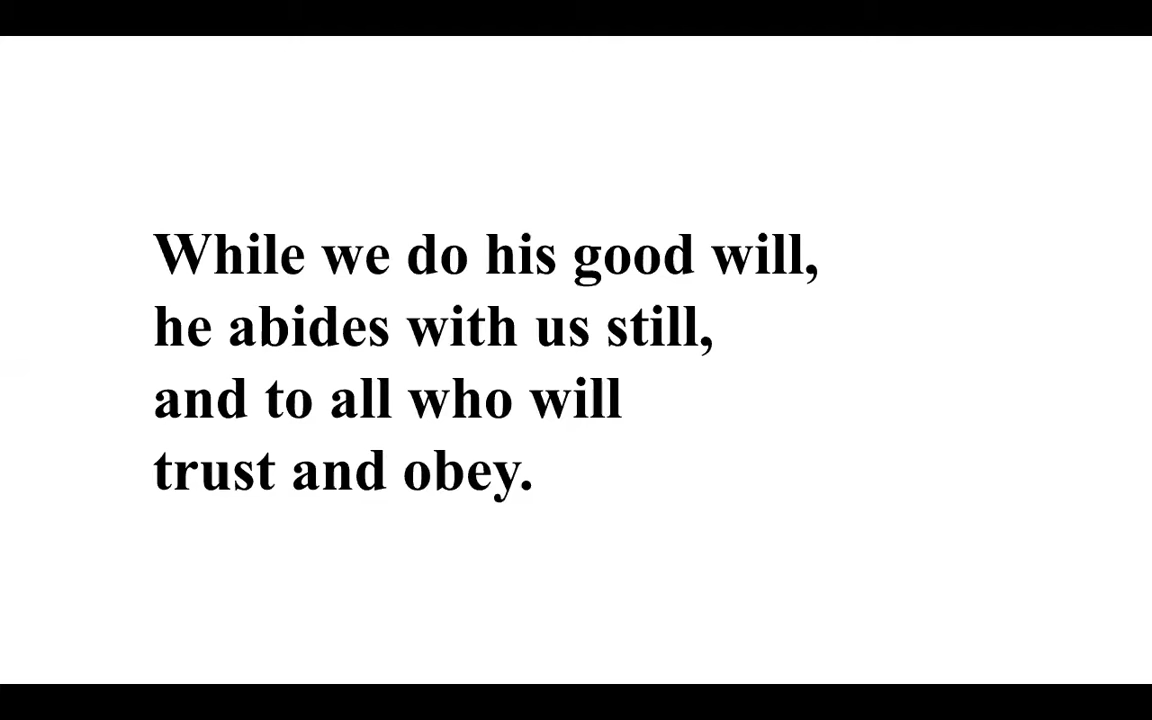 While we do his good will,
he abides with us still,
and to all who will
trust and obey.